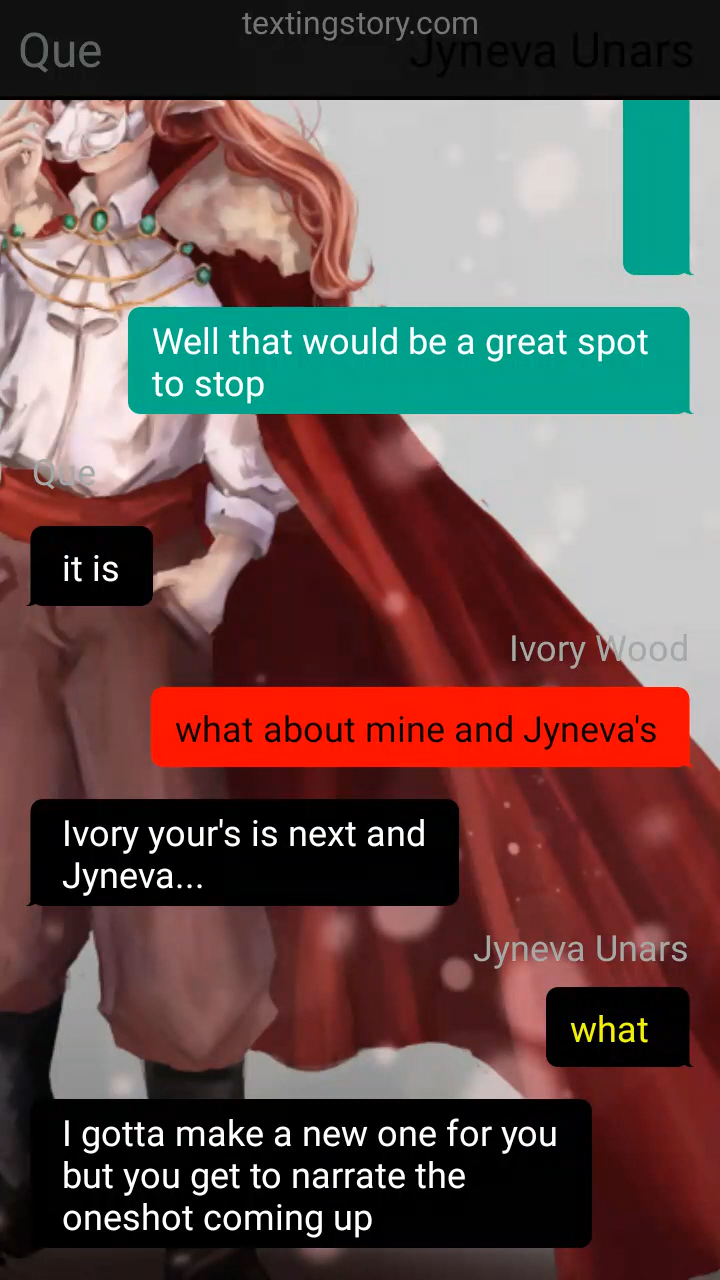 textingstory.com
Que
Jyneva Unars
Well that would be a great spot
to stop
Que
it is
Ivory Wood
what about mine and Jyneva's
Ivory your's is next and
Jyneva...
Jyneva Unars
what
I gotta make a new one for you
but you get to narrate the
oneshot coming up